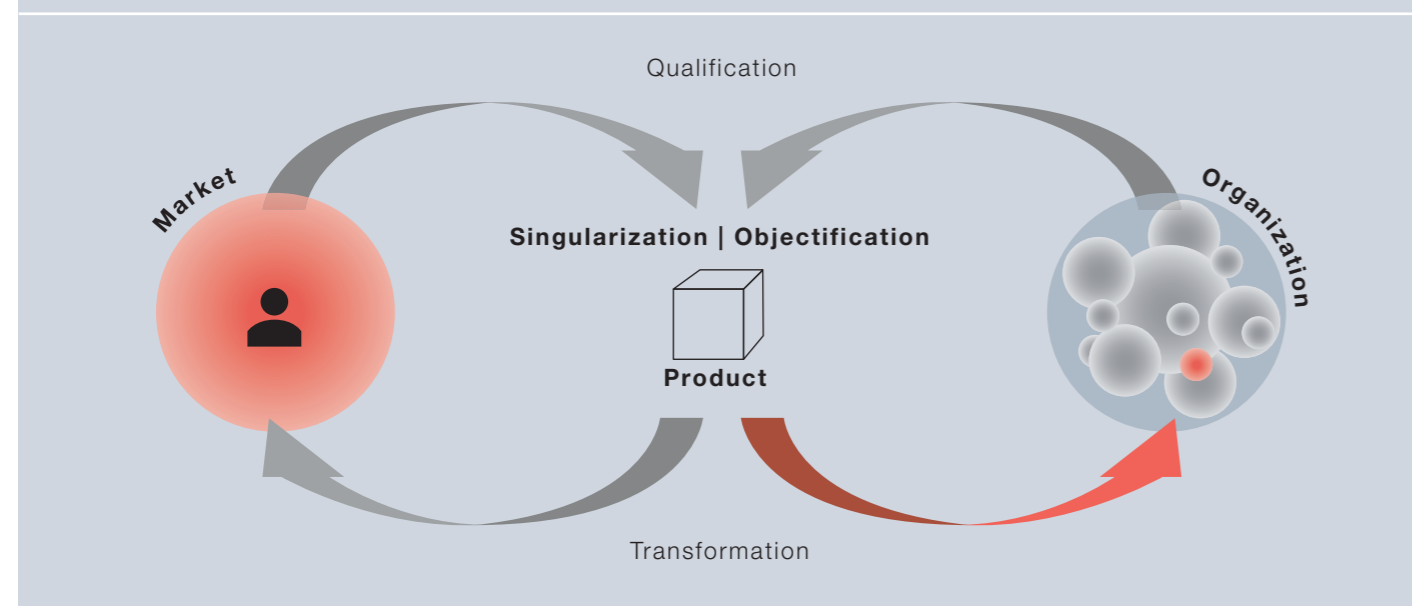 Qualification
Market
Organization
Singularization | Objectification
Product
Transformation